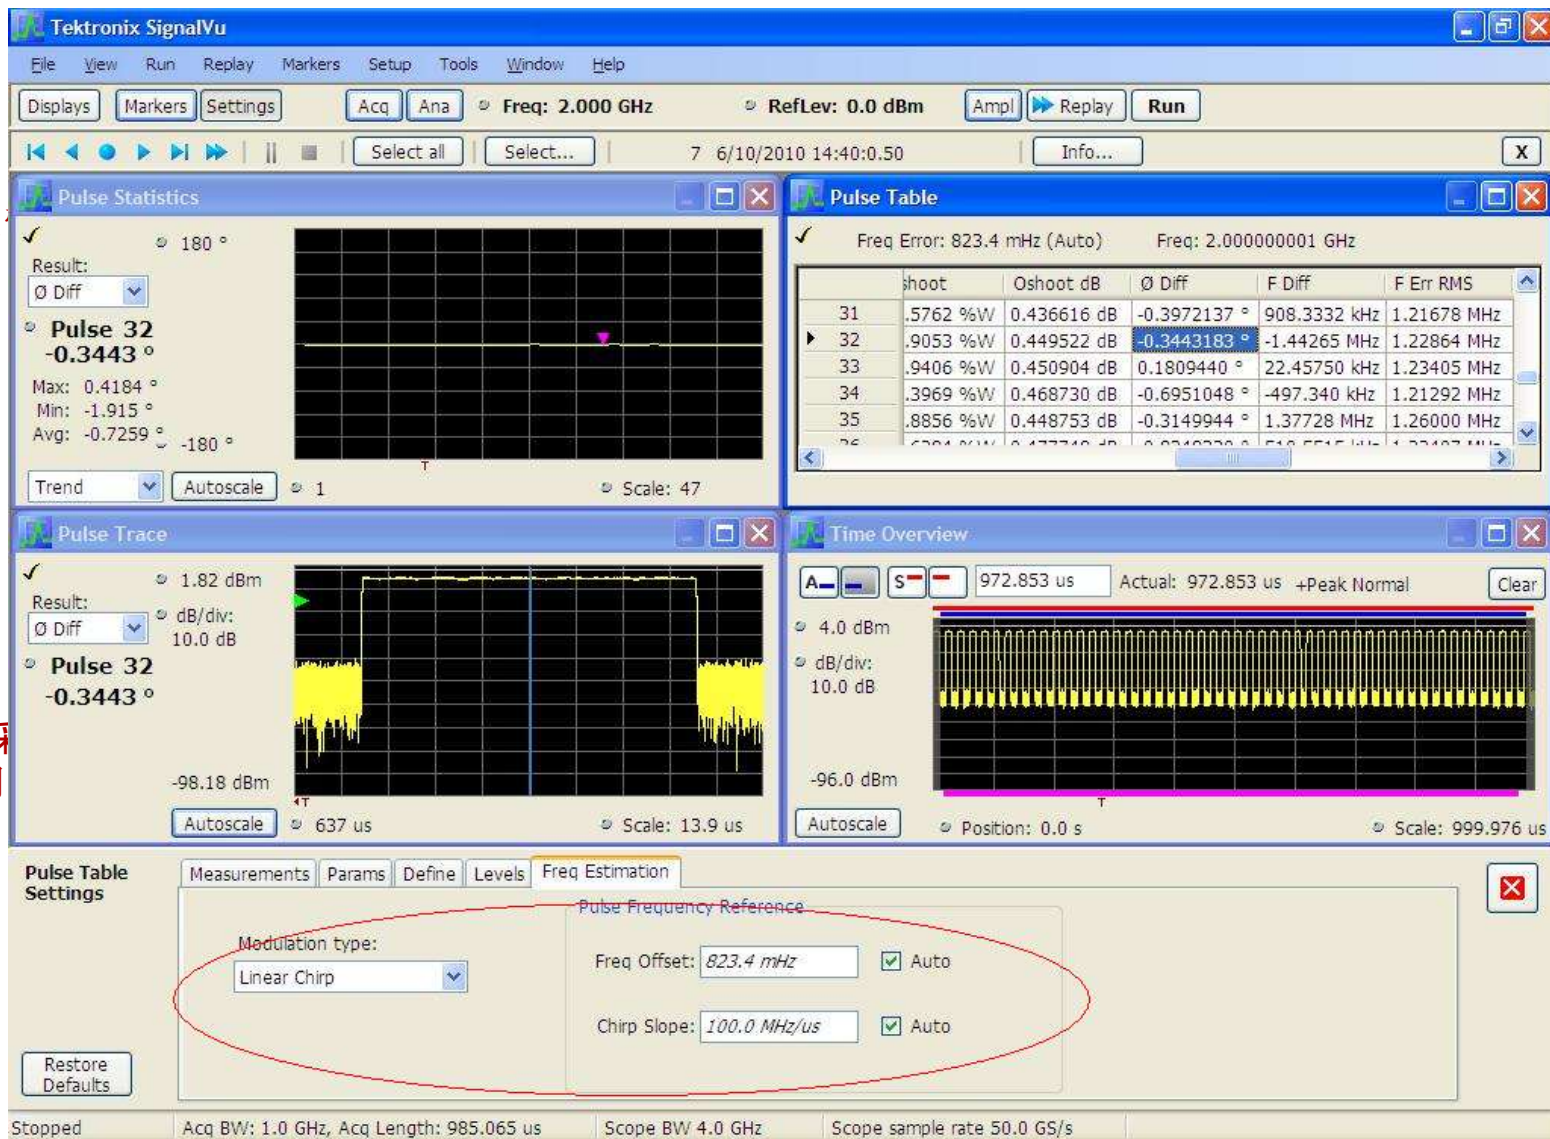 Tektronix SignalVu
File View Run Replay Markers Setup Tools Window Help
Displays Markers Settings Acq Ana Freq: 2.000 GHz RefLev: 0.0 dBm Ampl Replay Run
Select all Select... 7 6/10/2010 14:40:0.50 Info... X
Pulse Statistics
180 °
Result:
Ø Diff
Pulse 32
-0.3443 °
Max: 0.4184 °
Min: -1.915 °
Avg: -0.7259 °
-180 °
T
Trend Autoscale 1 Scale: 47
Pulse Table
Freq Error: 823.4 mHz (Auto) Freq: 2.000000001 GHz
shoot Oshoot dB Ø Diff F Diff F Err RMS
31 .5762 %W 0.436616 dB -0.3972137 ° 908.3332 kHz 1.21678 MHz
32 .9053 %W 0.449522 dB -0.3443183 ° -1.44265 MHz 1.22864 MHz
33 .9406 %W 0.450904 dB 0.1809440 ° 22.45750 kHz 1.23405 MHz
34 .3969 %W 0.468730 dB -0.6951048 ° -497.340 kHz 1.21292 MHz
35 .8856 %W 0.448753 dB -0.3149944 ° 1.37728 MHz 1.26000 MHz
Pulse Trace
1.82 dBm
Result:
Ø Diff
dB/div:
10.0 dB
Pulse 32
-0.3443 °
-98.18 dBm
T
Autoscale 637 us Scale: 13.9 us
Time Overview
A S 972.853 us Actual: 972.853 us +Peak Normal Clear
4.0 dBm
dB/div:
10.0 dB
-96.0 dBm
T
Autoscale Position: 0.0 s Scale: 999.976 us
Pulse Table
Settings
Measurements Params Define Levels Freq Estimation
Pulse Frequency Reference
Modulation type:
Linear Chirp
Freq Offset: 823.4 mHz Auto
Chirp Slope: 100.0 MHz/us Auto
Restore
Defaults
Stopped Acq BW: 1.0 GHz, Acq Length: 985.065 us Scope BW 4.0 GHz Scope sample rate 50.0 GS/s